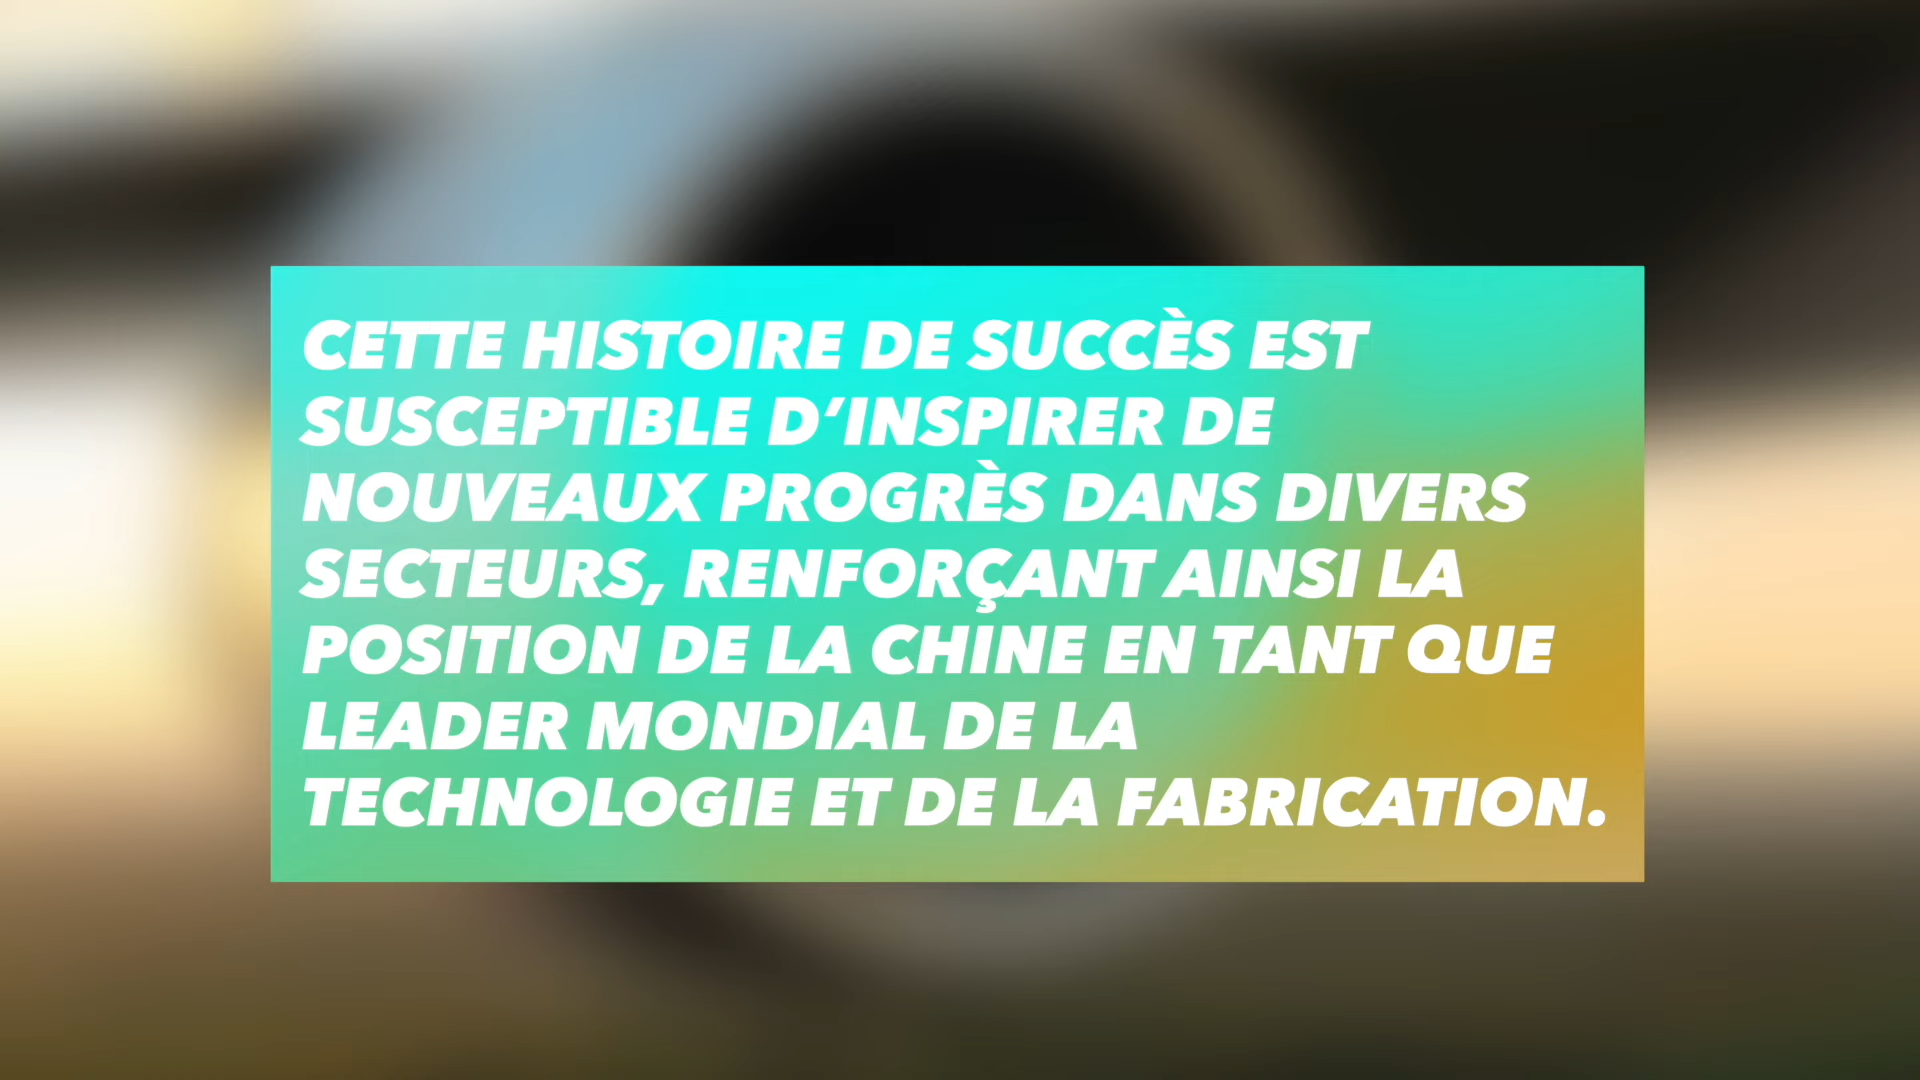 CETTE HISTOIRE DE SUCCÈS EST
SUSCEPTIBLE D’INSPIRER DE
NOUVEAUX PROGRÈS DANS DIVERS
SECTEURS, RENFORÇANT AINSI LA
POSITION DE LA CHINE EN TANT QUE
LEADER MONDIAL DE LA
TECHNOLOGIE ET DE LA FABRICATION.